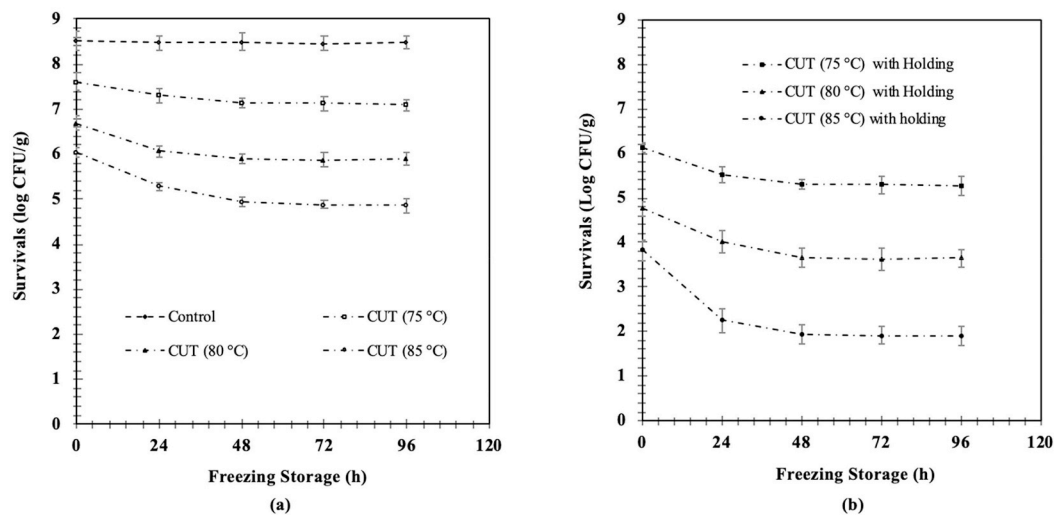 9
8
7
6
5
4
3
2
1
0
Survivals (log CFU/g)
Control
CUT (75 °C)
CUT (80 °C)
CUT (85 °C)
0 24 48 72 96 120
Freezing Storage (h)
(a)
9
8
7
6
5
4
3
2
1
0
Survivals (Log CFU/g)
CUT (75 °C) with Holding
CUT (80 °C) with Holding
CUT (85 °C) with holding
0 24 48 72 96 120
Freezing Storage (h)
(b)